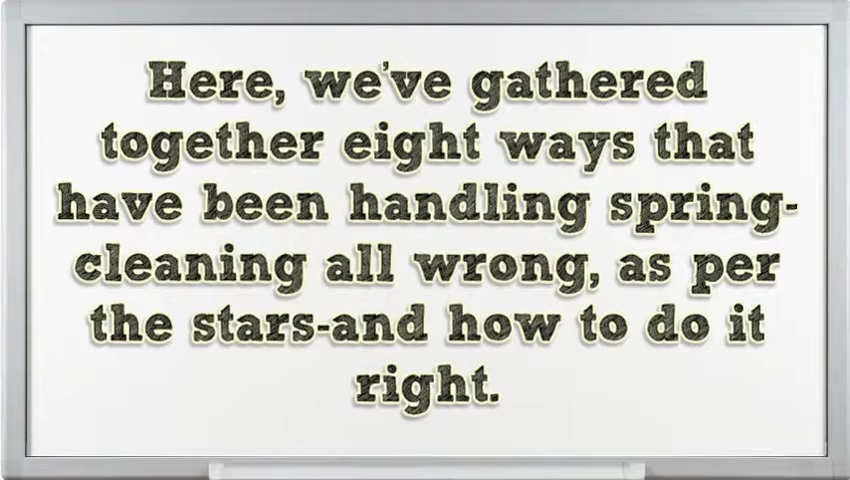 Here, we've gathered
together eight ways that
have been handling spring-
cleaning all wrong, as per
the stars-and how to do it
right.